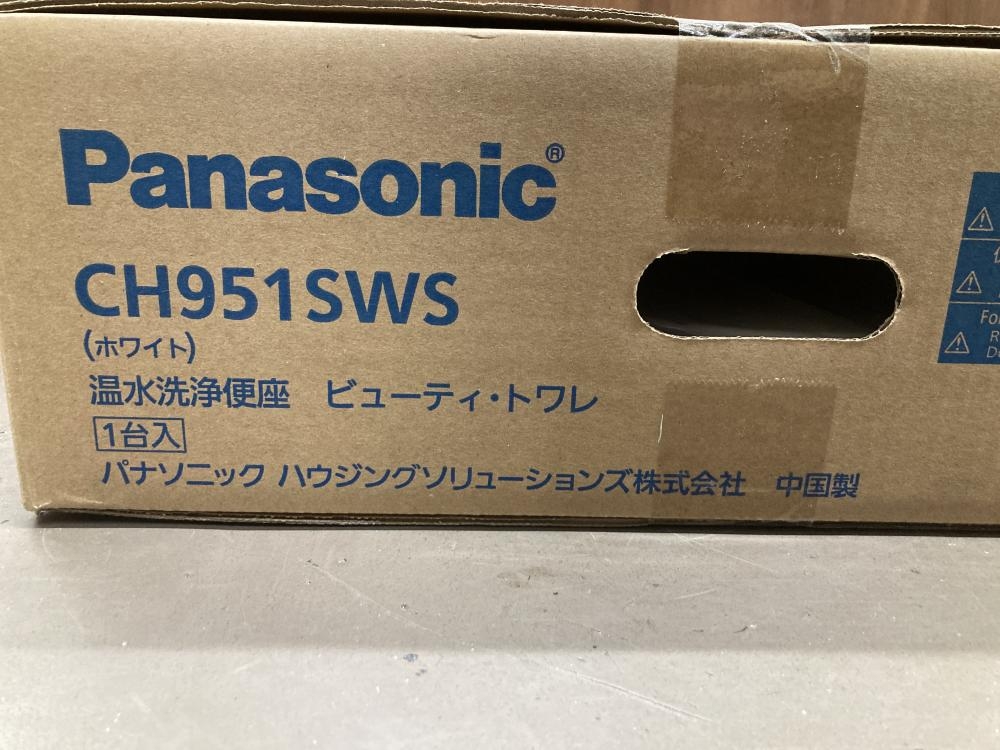 Panasonic®
CH951SWS
(ホワイト)
温水洗浄便座 ビューティ・トワレ
1台入
パナソニック ハウジングソリューションズ株式会社 中国製